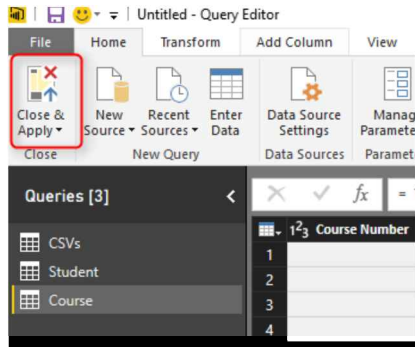 Untitled - Query Editor
File Home Transform Add Column View
Close & Apply New Source Recent Sources Enter Data Data Source Settings
Close New Query Data Sources
Queries [3]
fx =
1²3 Course Number
CSVs
1
Student
2
Course
3
4